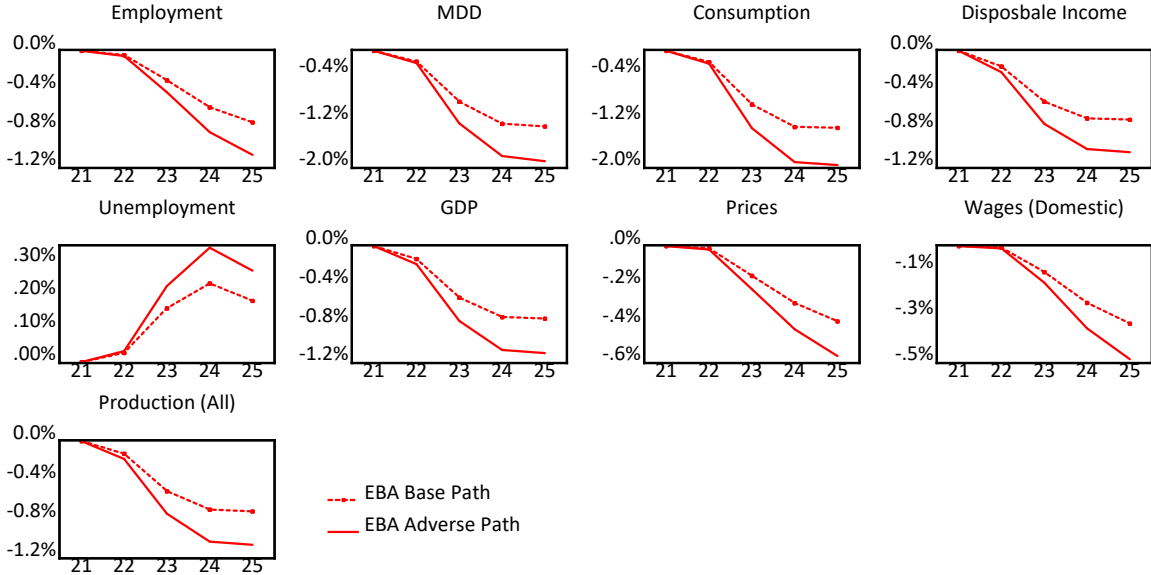 Employment
MDD
Consumption
Disposbale Income
0.0%
-0.4%
-0.8%
-1.2%
21 22 23 24 25
-0.4%
-1.2%
-2.0%
21 22 23 24 25
-0.4%
-1.2%
-2.0%
21 22 23 24 25
0.0%
-0.4%
-0.8%
-1.2%
21 22 23 24 25
Unemployment
GDP
Prices
Wages (Domestic)
.30%
.20%
.10%
.00%
21 22 23 24 25
0.0%
-0.4%
-0.8%
-1.2%
21 22 23 24 25
.0%
-.2%
-.4%
-.6%
21 22 23 24 25
-.1%
-.3%
-.5%
21 22 23 24 25
Production (All)
0.0%
-0.4%
-0.8%
-1.2%
21 22 23 24 25
EBA Base Path
EBA Adverse Path